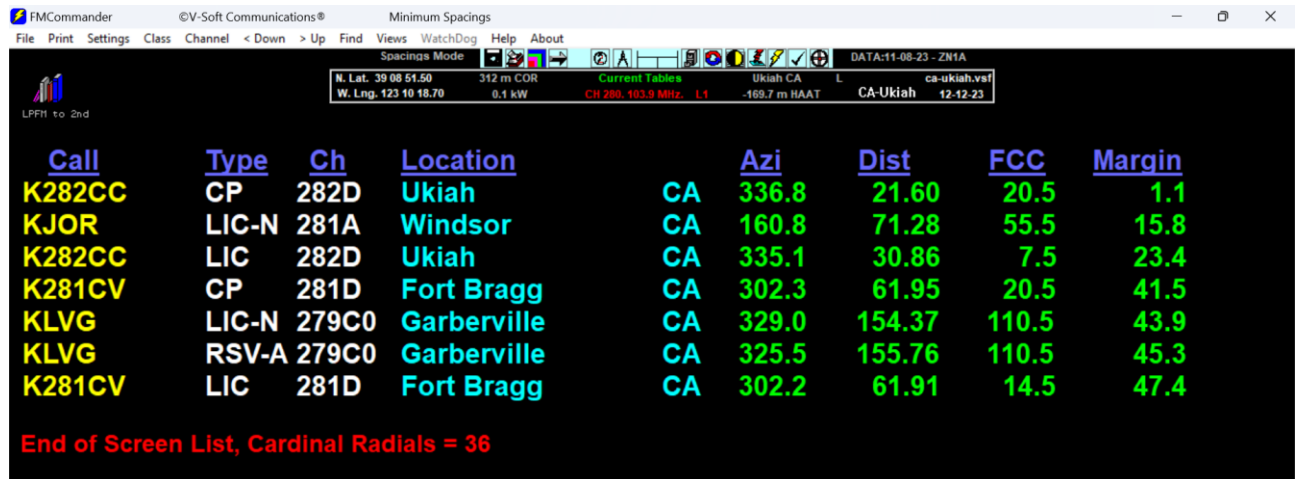 FMCommander ©V-Soft Communications® Minimum Spacings
File Print Settings Class Channel < Down > Up Find Views WatchDog Help About
Spacings Mode DATA:11-08-23 - ZN1A
N. Lat. 39 08 51.50 312 m COR Current Tables Ukiah CA L ca-ukiah.vsf
W. Lng. 123 10 18.70 0.1 kW CH 280. 103.9 MHz. L1 -169.7 m HAAT CA-Ukiah 12-12-23
LPFM to 2nd
Call Type Ch Location Azi Dist FCC Margin
K282CC CP 282D Ukiah CA 336.8 21.60 20.5 1.1
KJOR LIC-N 281A Windsor CA 160.8 71.28 55.5 15.8
K282CC LIC 282D Ukiah CA 335.1 30.86 7.5 23.4
K281CV CP 281D Fort Bragg CA 302.3 61.95 20.5 41.5
KLVG LIC-N 279C0 Garberville CA 329.0 154.37 110.5 43.9
KLVG RSV-A 279C0 Garberville CA 325.5 155.76 110.5 45.3
K281CV LIC 281D Fort Bragg CA 302.2 61.91 14.5 47.4
End of Screen List, Cardinal Radials = 36